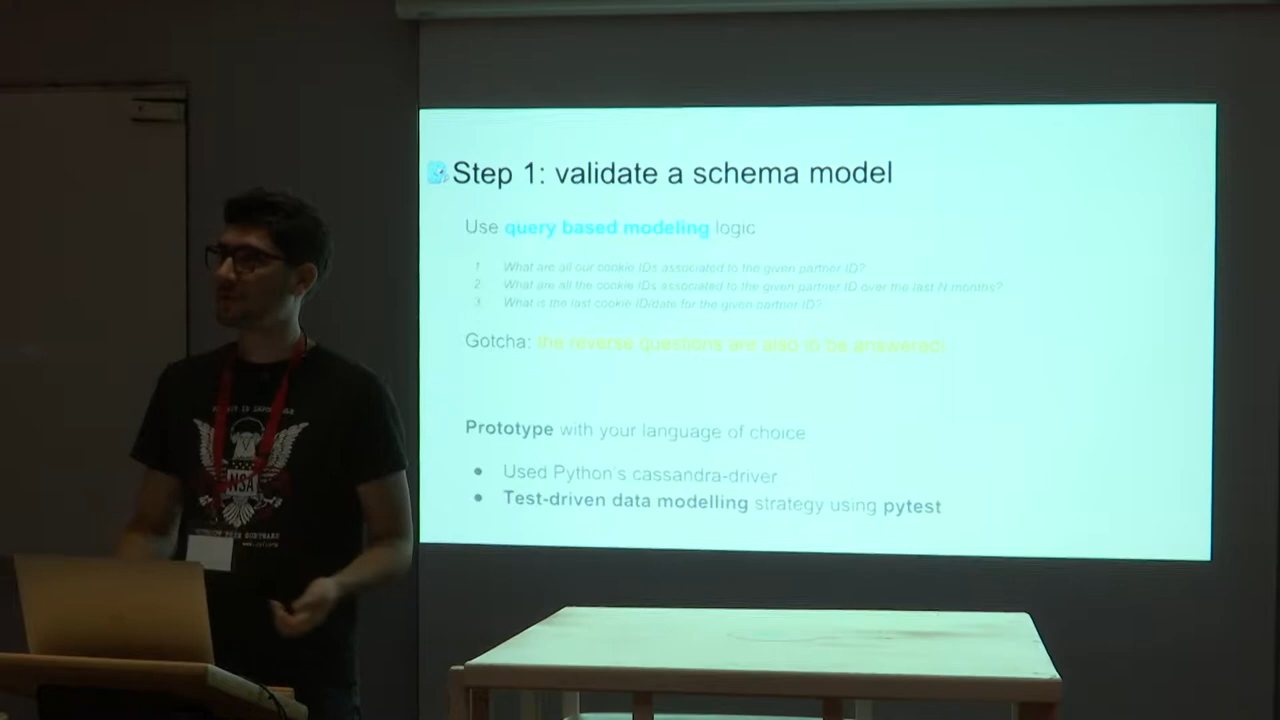 Step 1: validate a schema model
Use query based modeling logic
1 What are all our cookie IDs associated to the given partner ID?
2 What are all the cookie IDs associated to the given partner ID over the last N months?
3 What is the last cookie ID/date for the given partner ID?
Gotcha: the reverse questions are also to be answered!
Prototype with your language of choice
● Used Python's cassandra-driver
● Test-driven data modelling strategy using pytest
NSA